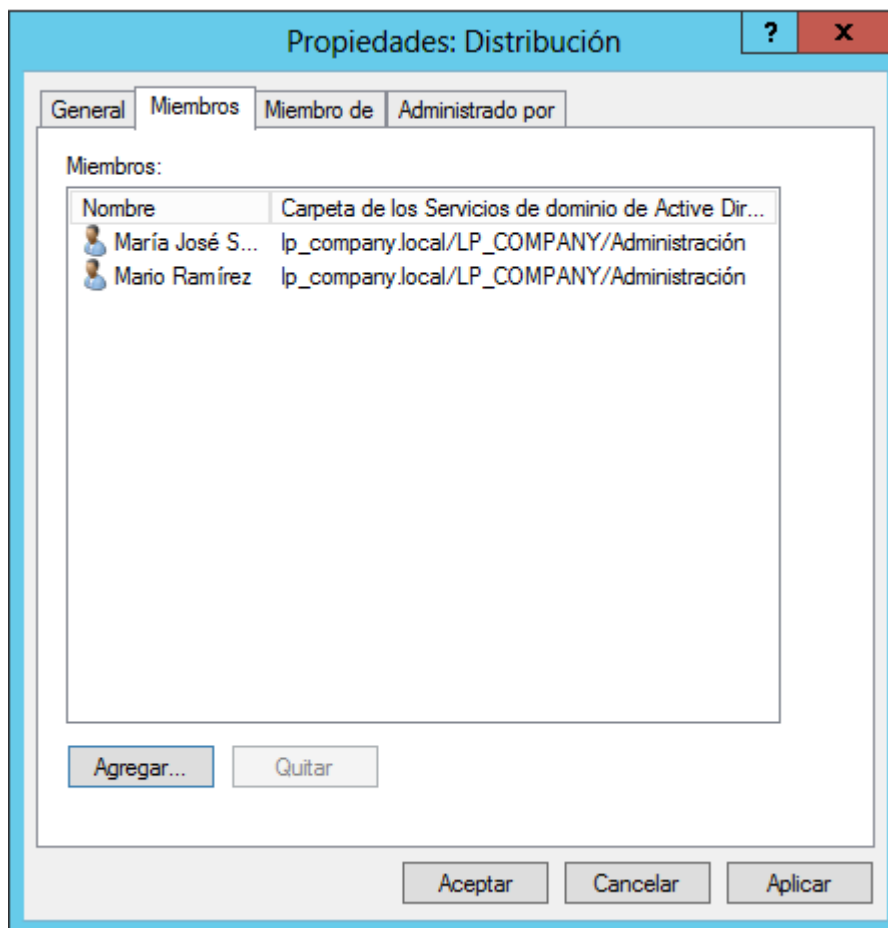 Propiedades: Distribución
? x
General Miembros Miembro de Administrado por
Miembros:
Nombre Carpeta de los Servicios de dominio de Active Dir...
María José S... lp_company.local/LP_COMPANY/Administración
Mario Ramírez lp_company.local/LP_COMPANY/Administración
Agregar... Quitar
Aceptar Cancelar Aplicar